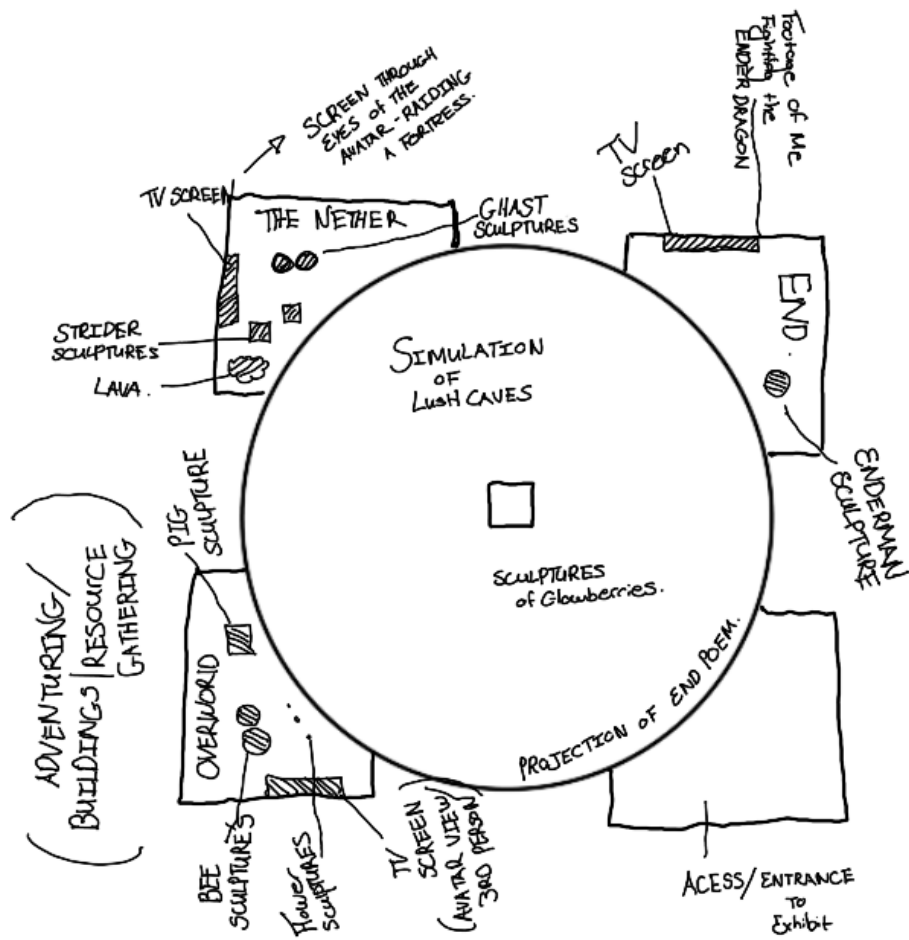 SCREEN THROUGH
EYES OF THE
AVATAR - RAIDING
A FORTRESS.
TV SCREEN
THE NETHER
GHAST
SCULPTURES
STRIDER
SCULPTURES
LAVA.
Footage of Me
Fighting the
ENDER DRAGON
TV
screen
END.
ENDERMAN
SCULPTURE
SIMULATION
OF
LUSH CAVES
SCULPTURES
of Glowberries.
PROJECTION OF END POEM.
PIG
SCULPTURE
ADVENTURING/
BUILDINGS/RESOURCE
GATHERING
OVERWORLD
BEE
SCULPTURES
Flower
sculptures
TV
SCREEN
(AVATAR VIEW/
3RD PERSON
ACESS/ENTRANCE
TO
Exhibit